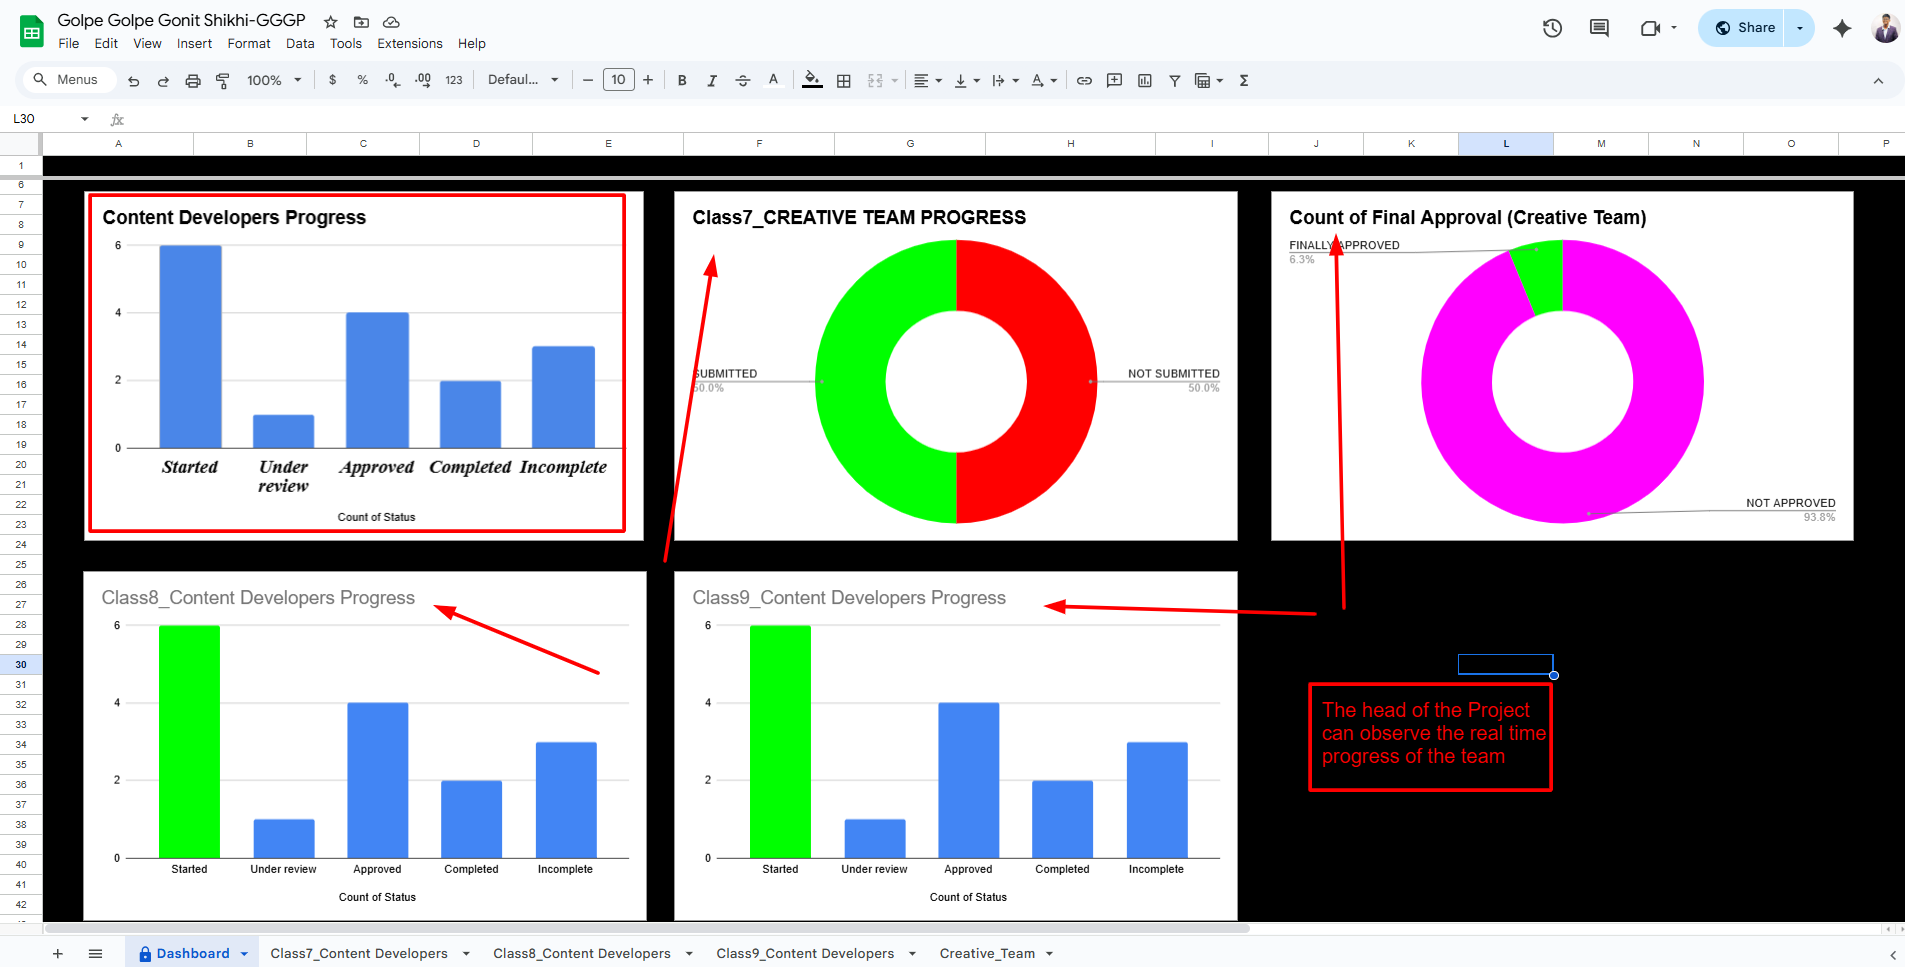 Golpe Golpe Gonit Shikhi-GGGP
File Edit View Insert Format Data Tools Extensions Help
Share
Menus 100% $ % .0 .00 123 Defaul... 10 B I A
L30 fx
A B C D E F G H I J K L M N O P
1
6
7
8
9
10
11
12
13
14
15
16
17
18
19
20
21
22
23
24
25
26
27
28
29
30
31
32
33
34
35
36
37
38
39
40
41
42
Content Developers Progress
6
4
2
0
Started Under review Approved Completed Incomplete
Count of Status
Class7_CREATIVE TEAM PROGRESS
SUBMITTED
50.0%
NOT SUBMITTED
50.0%
Count of Final Approval (Creative Team)
FINALLY APPROVED
6.3%
NOT APPROVED
93.8%
Class8_Content Developers Progress
6
4
2
0
Started Under review Approved Completed Incomplete
Count of Status
Class9_Content Developers Progress
6
4
2
0
Started Under review Approved Completed Incomplete
Count of Status
The head of the Project
can observe the real time
progress of the team
Dashboard Class7_Content Developers Class8_Content Developers Class9_Content Developers Creative_Team